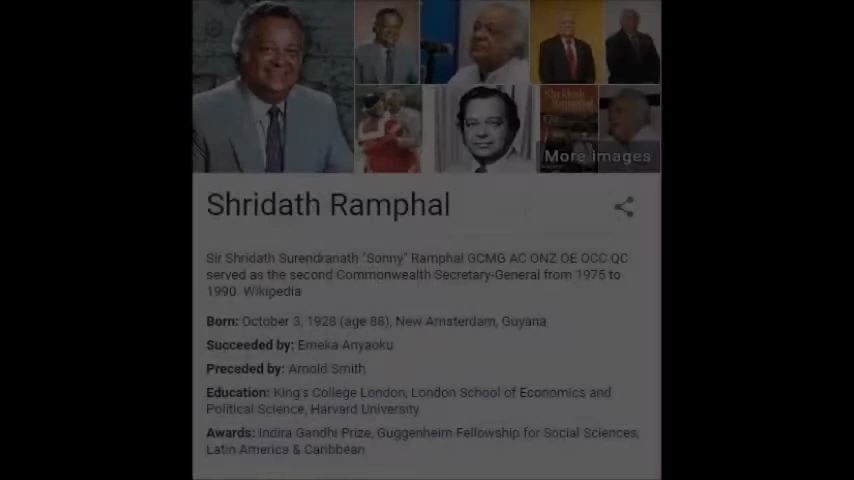 Shridath
Ramphal
More images
Shridath Ramphal
Sir Shridath Surendranath "Sonny" Ramphal GCMG AC ONZ OE OCC QC
served as the second Commonwealth Secretary-General from 1975 to
1990. Wikipedia
Born: October 3, 1928 (age 88), New Amsterdam, Guyana
Succeeded by: Emeka Anyaoku
Preceded by: Arnold Smith
Education: King's College London, London School of Economics and
Political Science, Harvard University
Awards: Indira Gandhi Prize, Guggenheim Fellowship for Social Sciences,
Latin America & Caribbean